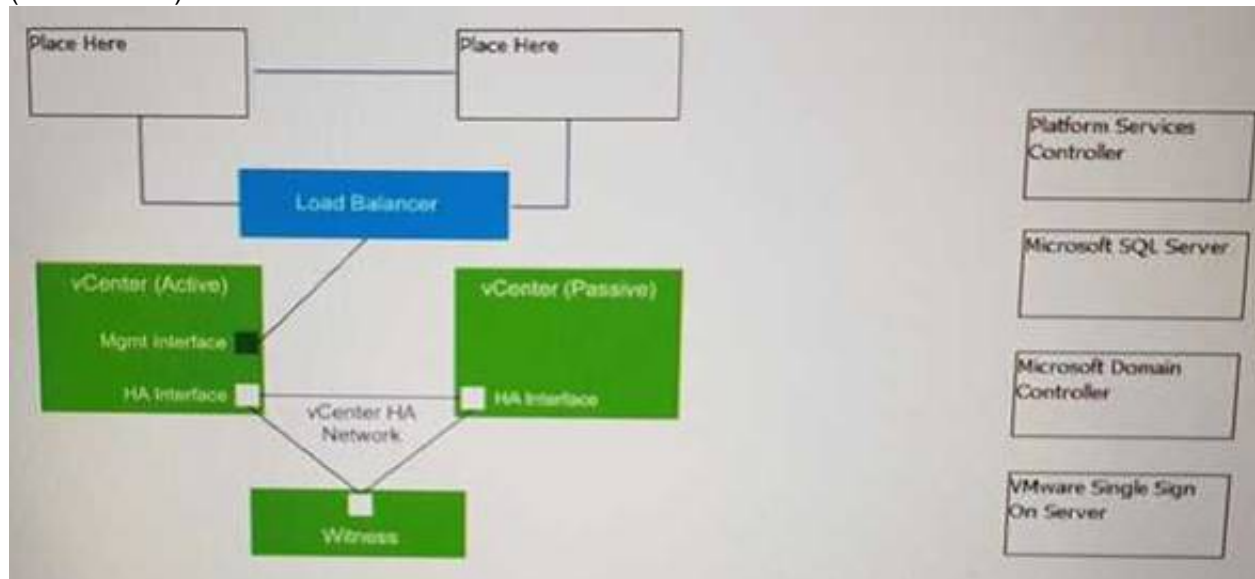 Place Here
Place Here
Platform Services
Controller
Load Balancer
Microsoft SQL Server
vCenter (Active)
vCenter (Passive)
Mgmt Interface
Microsoft Domain
Controller
HA Interface
HA Interface
vCenter HA
Network
VMware Single Sign
On Server
Witness